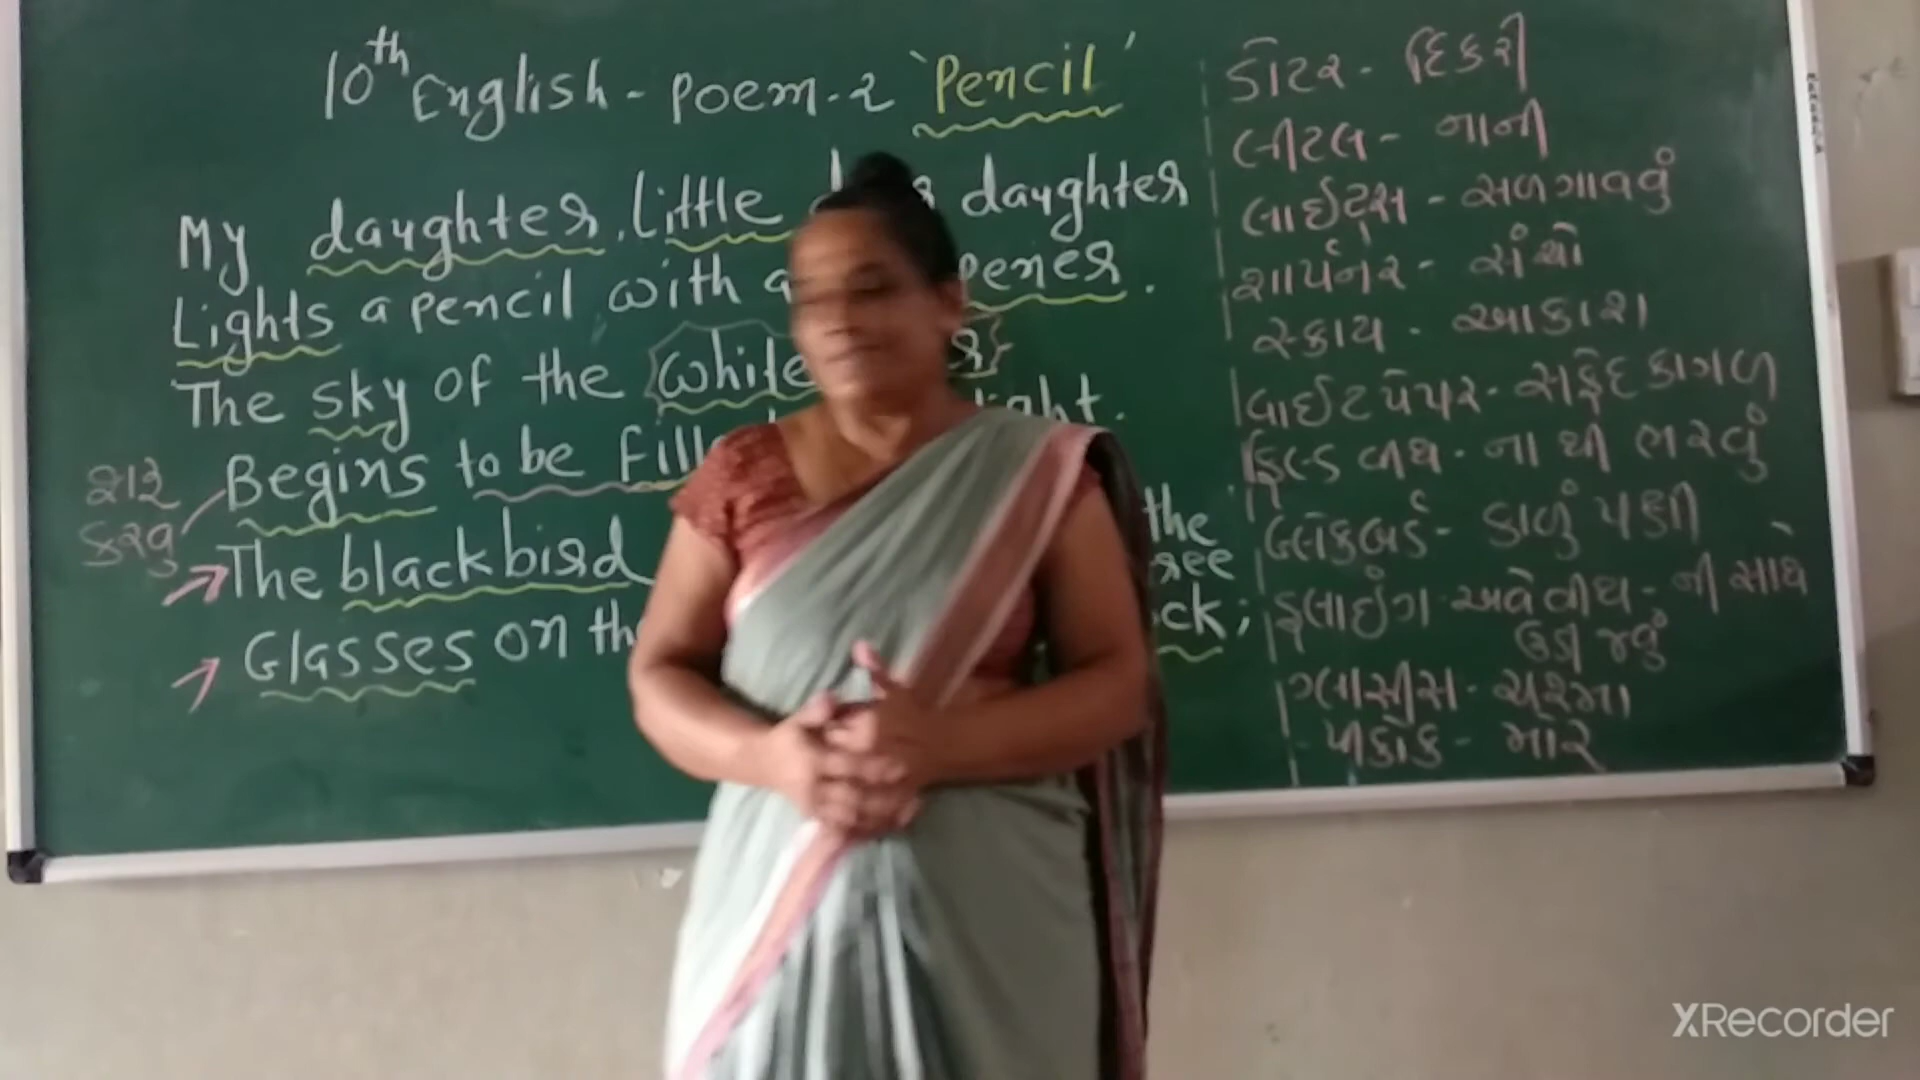 10th English - Poem-2 'Pencil'
My daughter, Little daughter
Lights a pencil with a
The sky of the white
Begins to be
The blackbird the
Glasses on
શરૂ
કરવુ
ડોટર - દિકરી
લીટલ - નાની
લાઈટ્સ - સળગાવવું
શાર્પનર - સંચો
સ્કાય - આકાશ
વાઈટ પેપર - સફેદ કાગળ
ફિલ્ડ વીથ - ના થી ભરવું
બ્લેકબર્ડ - કાળું પક્ષી
ફ્લાઈંગ અવે વીથ - ની સાથે
ઉડી જવું
ગ્લાસીસ - ચશ્મા
પીકોક - મોર
XRecorder